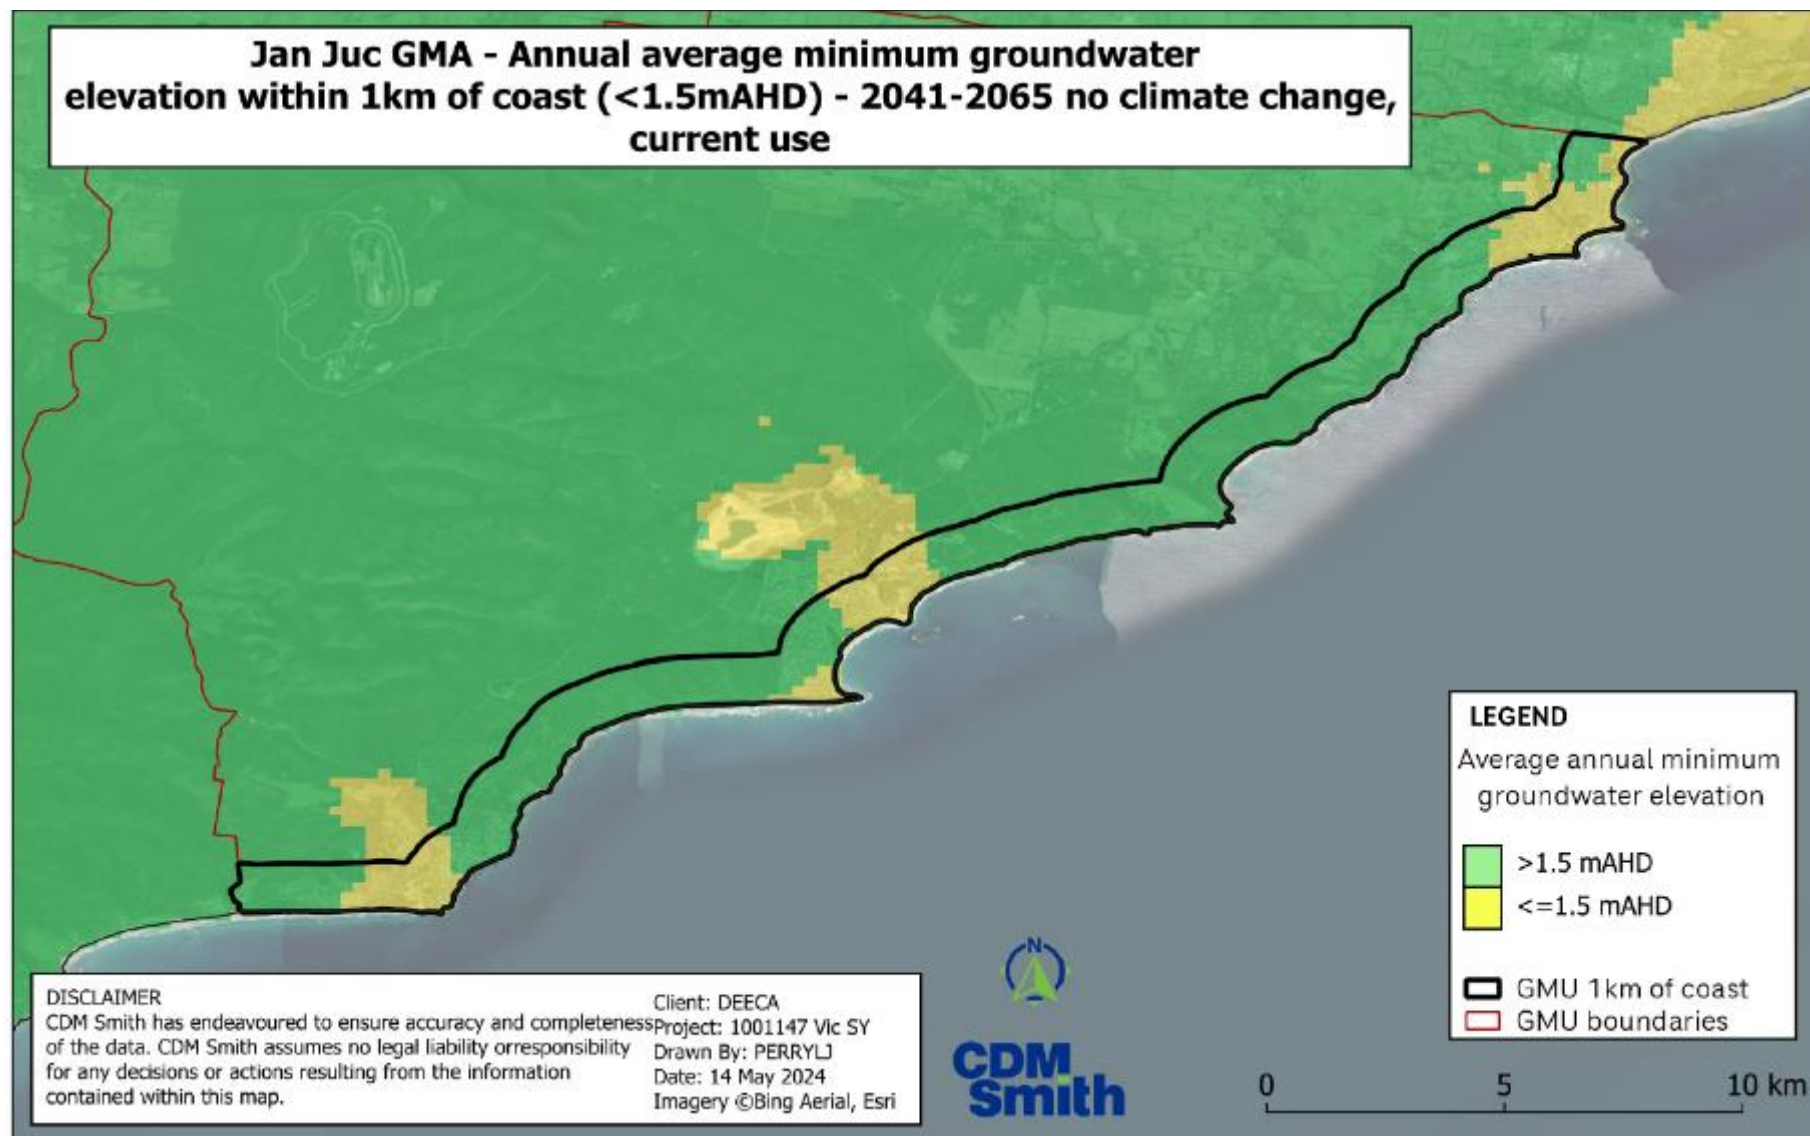 Jan Juc GMA - Annual average minimum groundwater
elevation within 1km of coast (<1.5mAHD) - 2041-2065 no climate change,
current use
LEGEND
Average annual minimum
groundwater elevation
>1.5 mAHD
<=1.5 mAHD
GMU 1km of coast
GMU boundaries
DISCLAIMER
CDM Smith has endeavoured to ensure accuracy and completeness
of the data. CDM Smith assumes no legal liability orresponsibility
for any decisions or actions resulting from the information
contained within this map.
Client: DEECA
Project: 1001147 Vic SY
Drawn By: PERRYLJ
Date: 14 May 2024
Imagery ©Bing Aerial, Esri
N
CDM
Smith
0 5 10 km